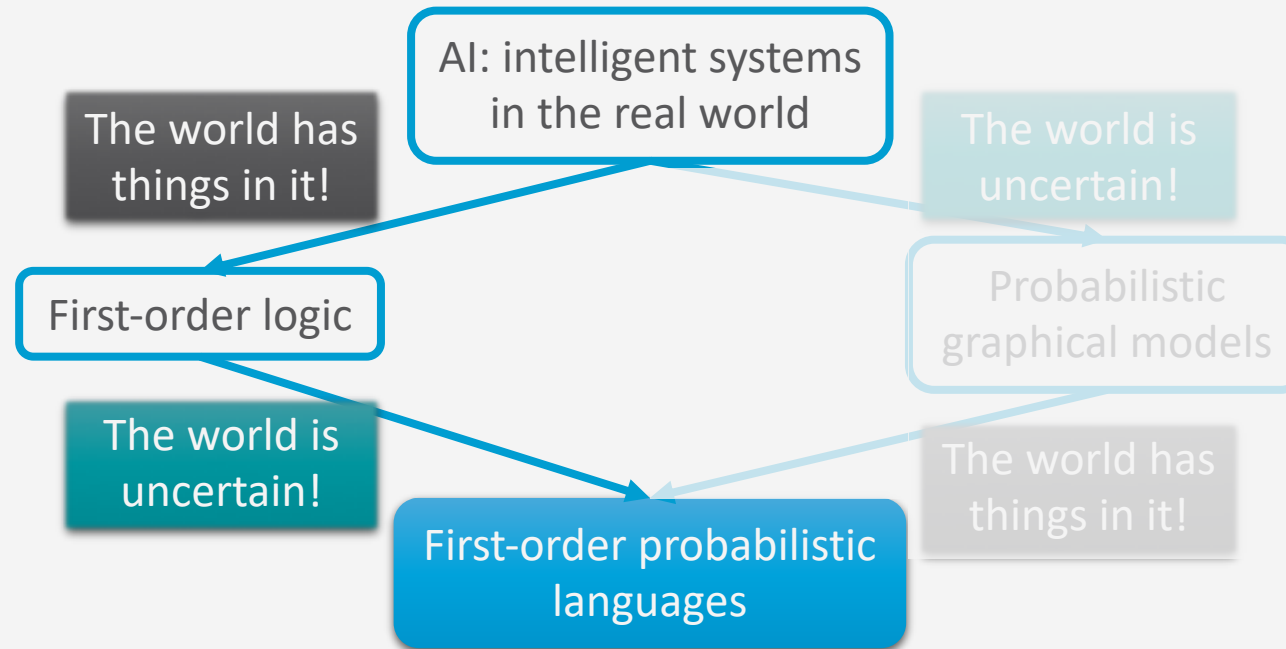 AI: intelligent systems
in the real world
The world has
things in it!
The world is
uncertain!
First-order logic
Probabilistic
graphical models
The world is
uncertain!
The world has
things in it!
First-order probabilistic
languages